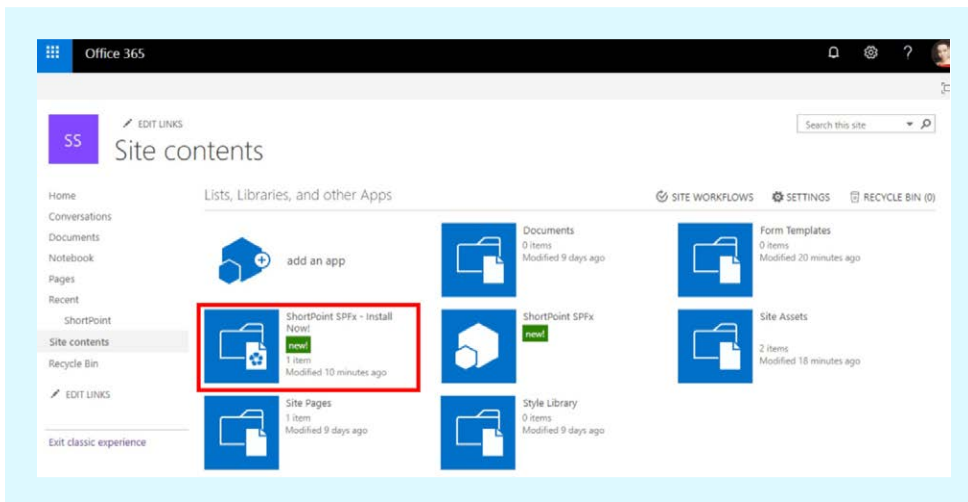 Office 365
?
EDIT LINKS
SS
Site contents
Search this site
Home
Conversations
Documents
Notebook
Pages
Recent
ShortPoint
Site contents
Recycle Bin
EDIT LINKS
Exit classic experience
Lists, Libraries, and other Apps
SITE WORKFLOWS
SETTINGS
RECYCLE BIN (0)
add an app
Documents
0 items
Modified 9 days ago
Form Templates
0 items
Modified 20 minutes ago
ShortPoint SPFx - Install
Now!
new!
1 item
Modified 10 minutes ago
ShortPoint SPFx
new!
Site Assets
2 items
Modified 18 minutes ago
Site Pages
1 item
Modified 9 days ago
Style Library
0 items
Modified 9 days ago